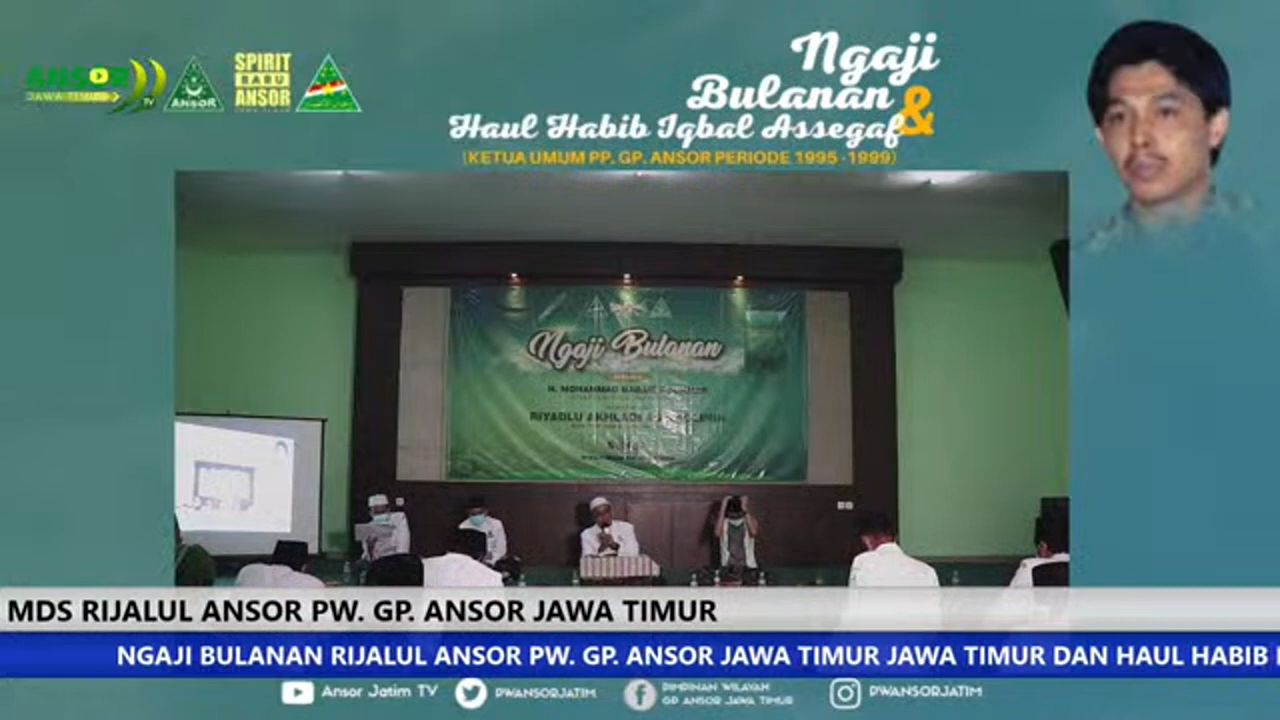 ANSOR
JAWA TIMUR
TV
ANSOR
SPIRIT
BARU
ANSOR
Ngaji
Bulanan &
Haul Habib Iqbal Assegaf
(KETUA UMUM PP. GP. ANSOR PERIODE 1995 -1999)
Ngaji Bulanan
H. MOHAMMAD
RIYADLU AKHLAQI
MDS RIJALUL ANSOR PW. GP. ANSOR JAWA TIMUR
NGAJI BULANAN RIJALUL ANSOR PW. GP. ANSOR JAWA TIMUR JAWA TIMUR DAN HAUL HABIB
Ansor Jatim TV
PWANSORJATIM
PIMPINAN WILAYAH
GP ANSOR JAWA TIMUR
PWANSORJATIM